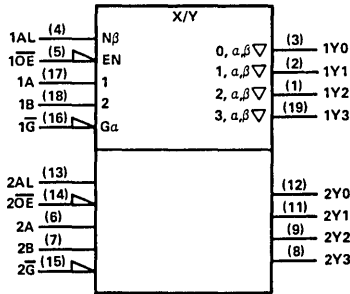 X/Y
1AL (4) Nβ
1O̅E̅ (5) EN
1A (17) 1
1B (18) 2
1G̅ (16) Gα
0, α,β ▽ (3) 1Y0
1, α,β ▽ (2) 1Y1
2, α,β ▽ (1) 1Y2
3, α,β ▽ (19) 1Y3
2AL (13)
2O̅E̅ (14)
2A (6)
2B (7)
2G̅ (15)
(12) 2Y0
(11) 2Y1
(9) 2Y2
(8) 2Y3